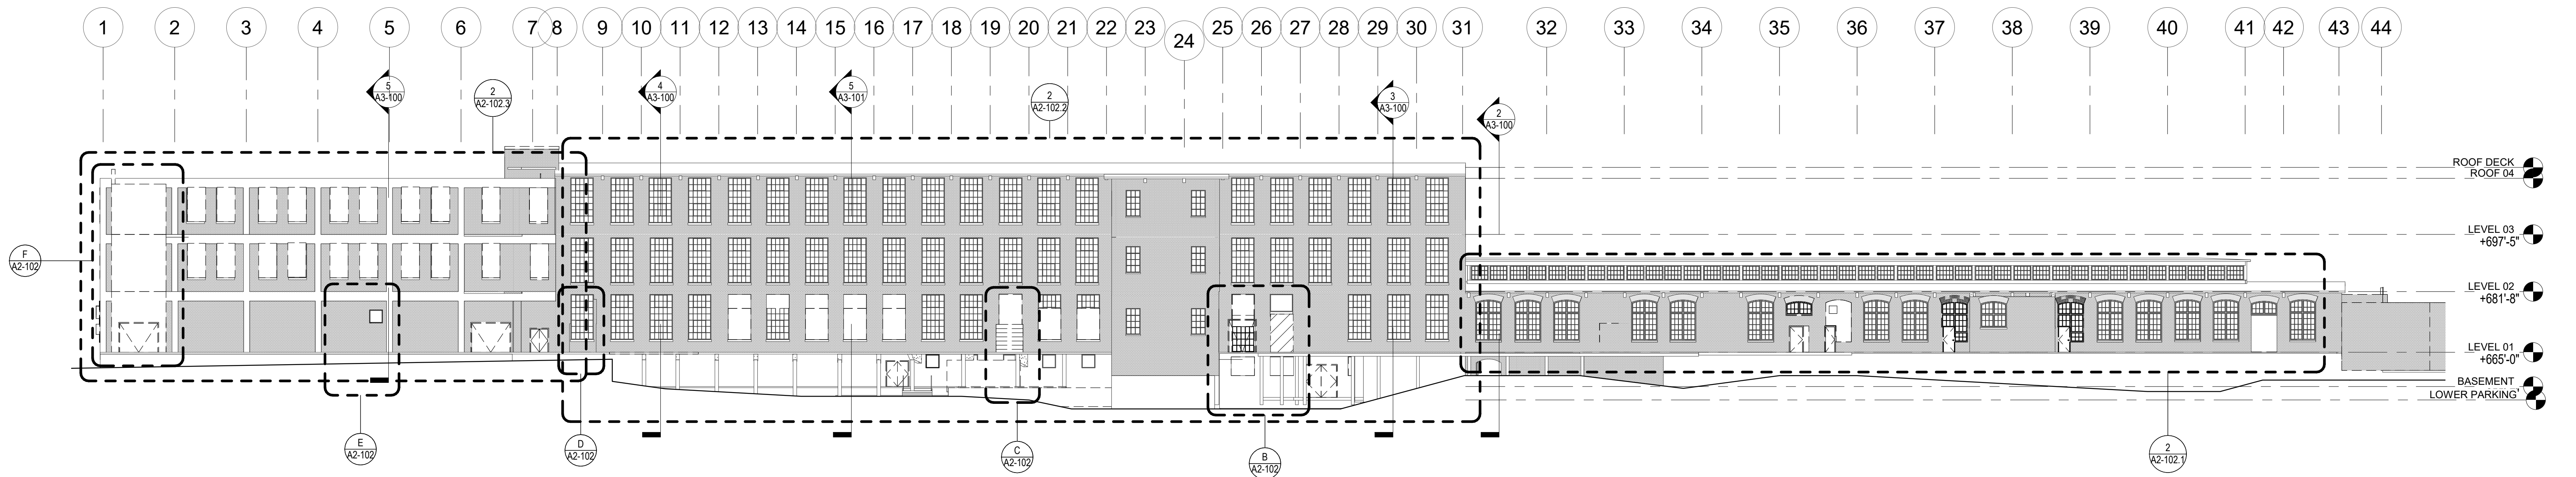 1 2 3 4 5 6 7 8 9 10 11 12 13 14 15 16 17 18 19 20 21 22 23 24 25 26 27 28 29 30 31 32 33 34 35 36 37 38 39 40 41 42 43 44
5
A3-100
2
A2-102.3
4
A3-100
5
A3-101
2
A2-102.2
3
A3-100
2
A3-100
ROOF DECK
ROOF 04
LEVEL 03
+697'-5"
F
A2-102
LEVEL 02
+681'-8"
LEVEL 01
+665'-0"
BASEMENT
LOWER PARKING
E
A2-102
D
A2-102
C
A2-102
B
A2-102
2
A2-102.1